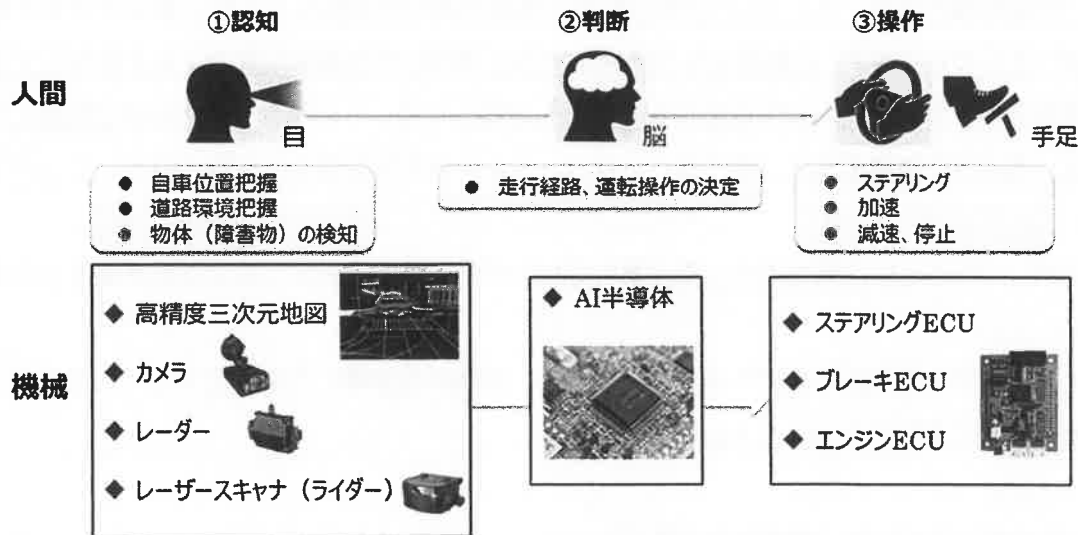 ①認知
②判断
③操作
人間
目
脳
手足
● 自車位置把握
● 道路環境把握
● 物体（障害物）の検知
● 走行経路、運転操作の決定
● ステアリング
● 加速
● 減速、停止
機械
◆ 高精度三次元地図
◆ カメラ
◆ レーダー
◆ レーザースキャナ（ライダー）
◆ AI半導体
◆ ステアリングECU
◆ ブレーキECU
◆ エンジンECU